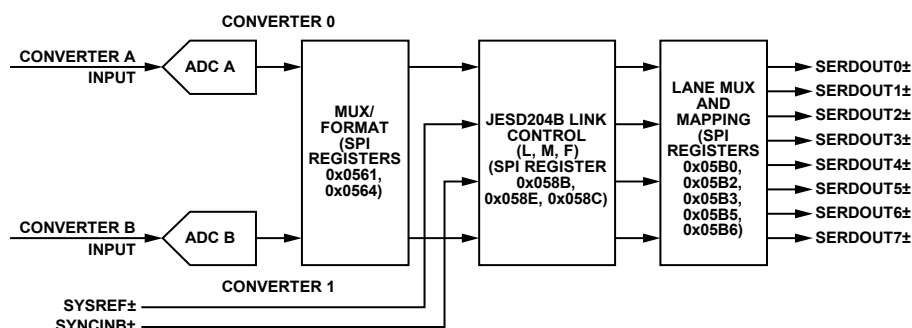 CONVERTER 0
CONVERTER A
INPUT
ADC A
MUX/
FORMAT
(SPI
REGISTERS
0x0561,
0x0564)
JESD204B LINK
CONTROL
(L, M, F)
(SPI REGISTER
0x058B,
0x058E, 0x058C)
LANE MUX
AND
MAPPING
(SPI
REGISTERS
0x05B0,
0x05B2,
0x05B3,
0x05B5,
0x05B6)
SERDOUT0±
SERDOUT1±
SERDOUT2±
SERDOUT3±
SERDOUT4±
SERDOUT5±
SERDOUT6±
SERDOUT7±
CONVERTER B
INPUT
ADC B
CONVERTER 1
SYSREF±
SYNCINB±